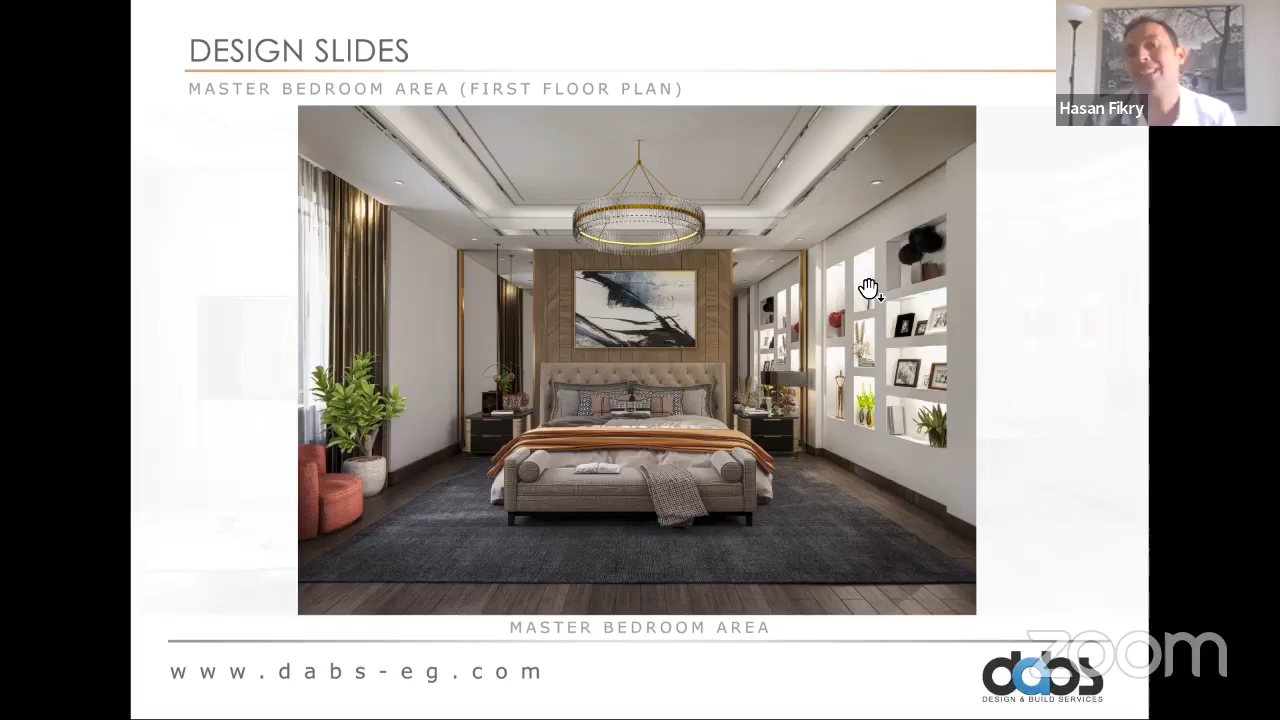 DESIGN SLIDES
MASTER BEDROOM AREA (FIRST FLOOR PLAN)
Hasan Fikry
MASTER BEDROOM AREA
www.dabs-eg.com
dabs
DESIGN & BUILD SERVICES
zoom